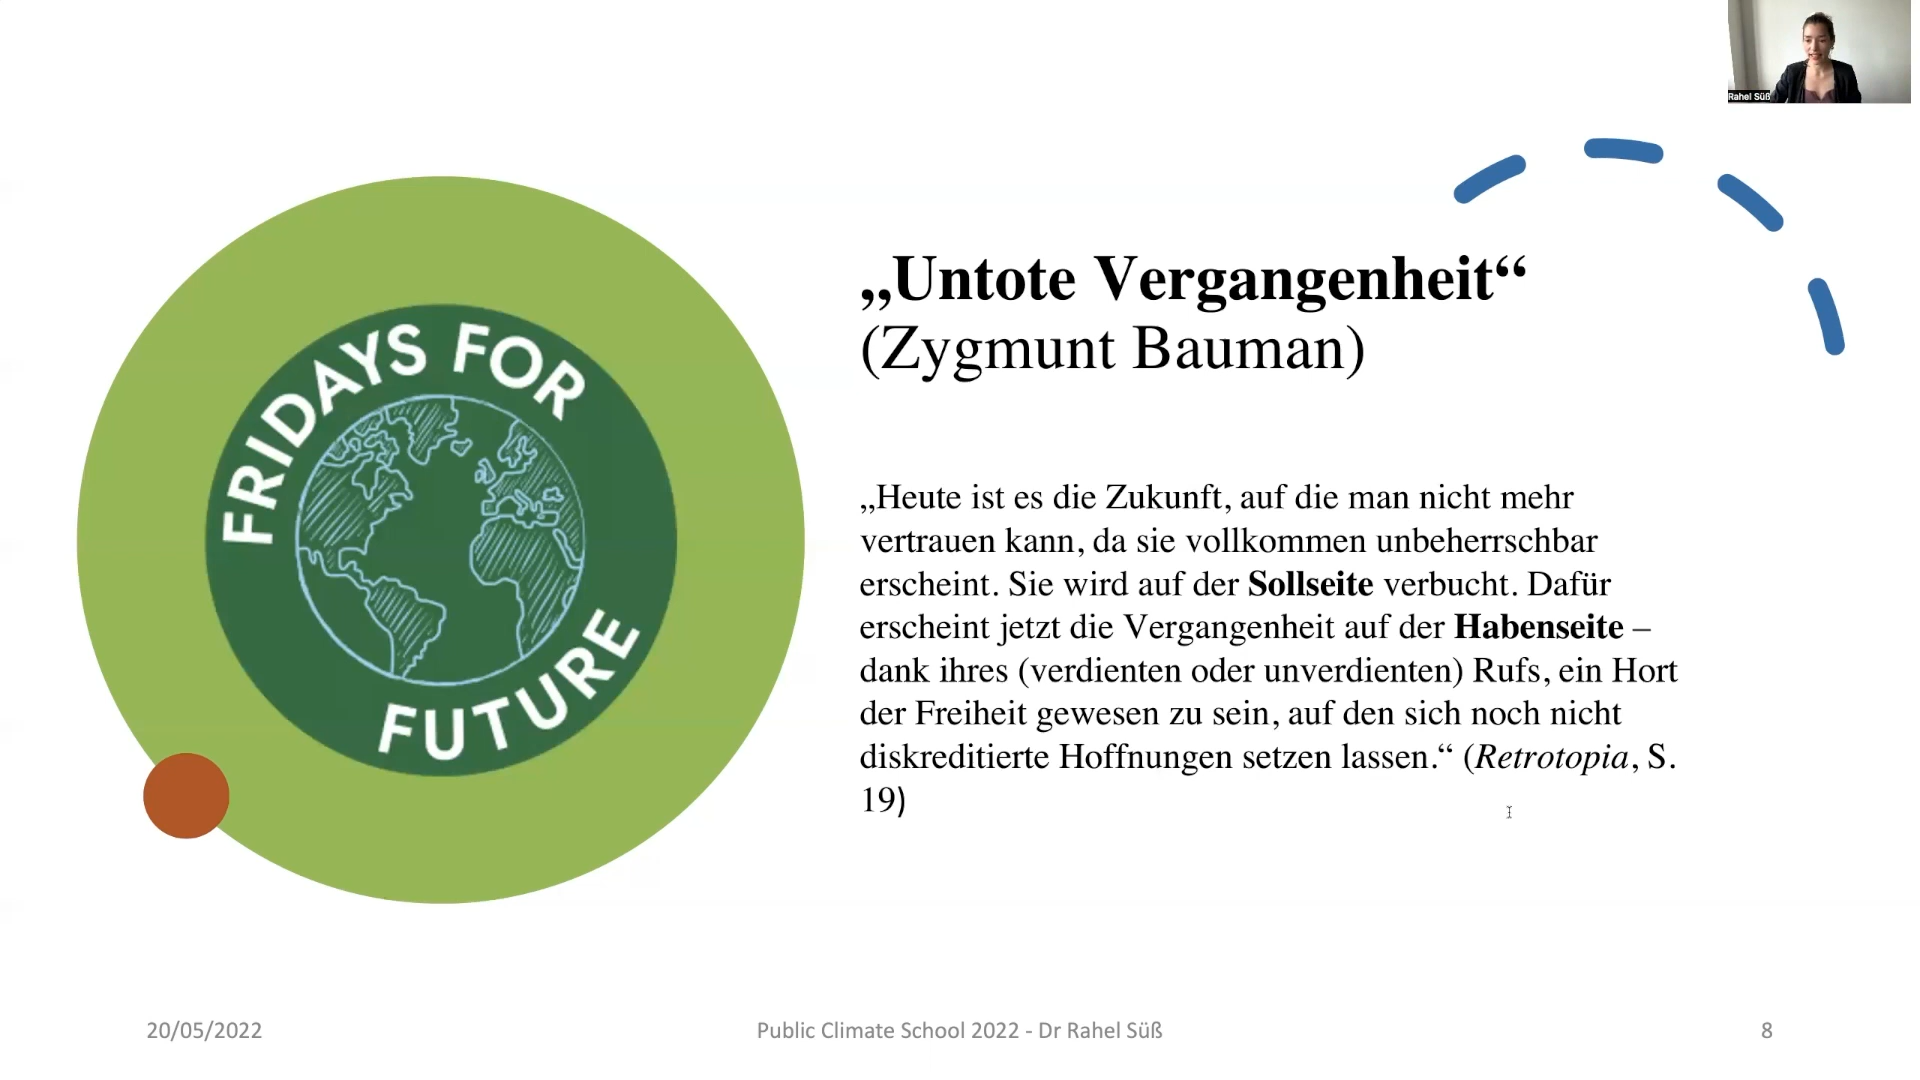 Rahel Süß
FRIDAYS FOR
FUTURE
„Untote Vergangenheit“
(Zygmunt Bauman)
„Heute ist es die Zukunft, auf die man nicht mehr
vertrauen kann, da sie vollkommen unbeherrschbar
erscheint. Sie wird auf der Sollseite verbucht. Dafür
erscheint jetzt die Vergangenheit auf der Habenseite –
dank ihres (verdienten oder unverdienten) Rufs, ein Hort
der Freiheit gewesen zu sein, auf den sich noch nicht
diskreditierte Hoffnungen setzen lassen.“ (Retrotopia, S.
19)
20/05/2022
Public Climate School 2022 - Dr Rahel Süß
8